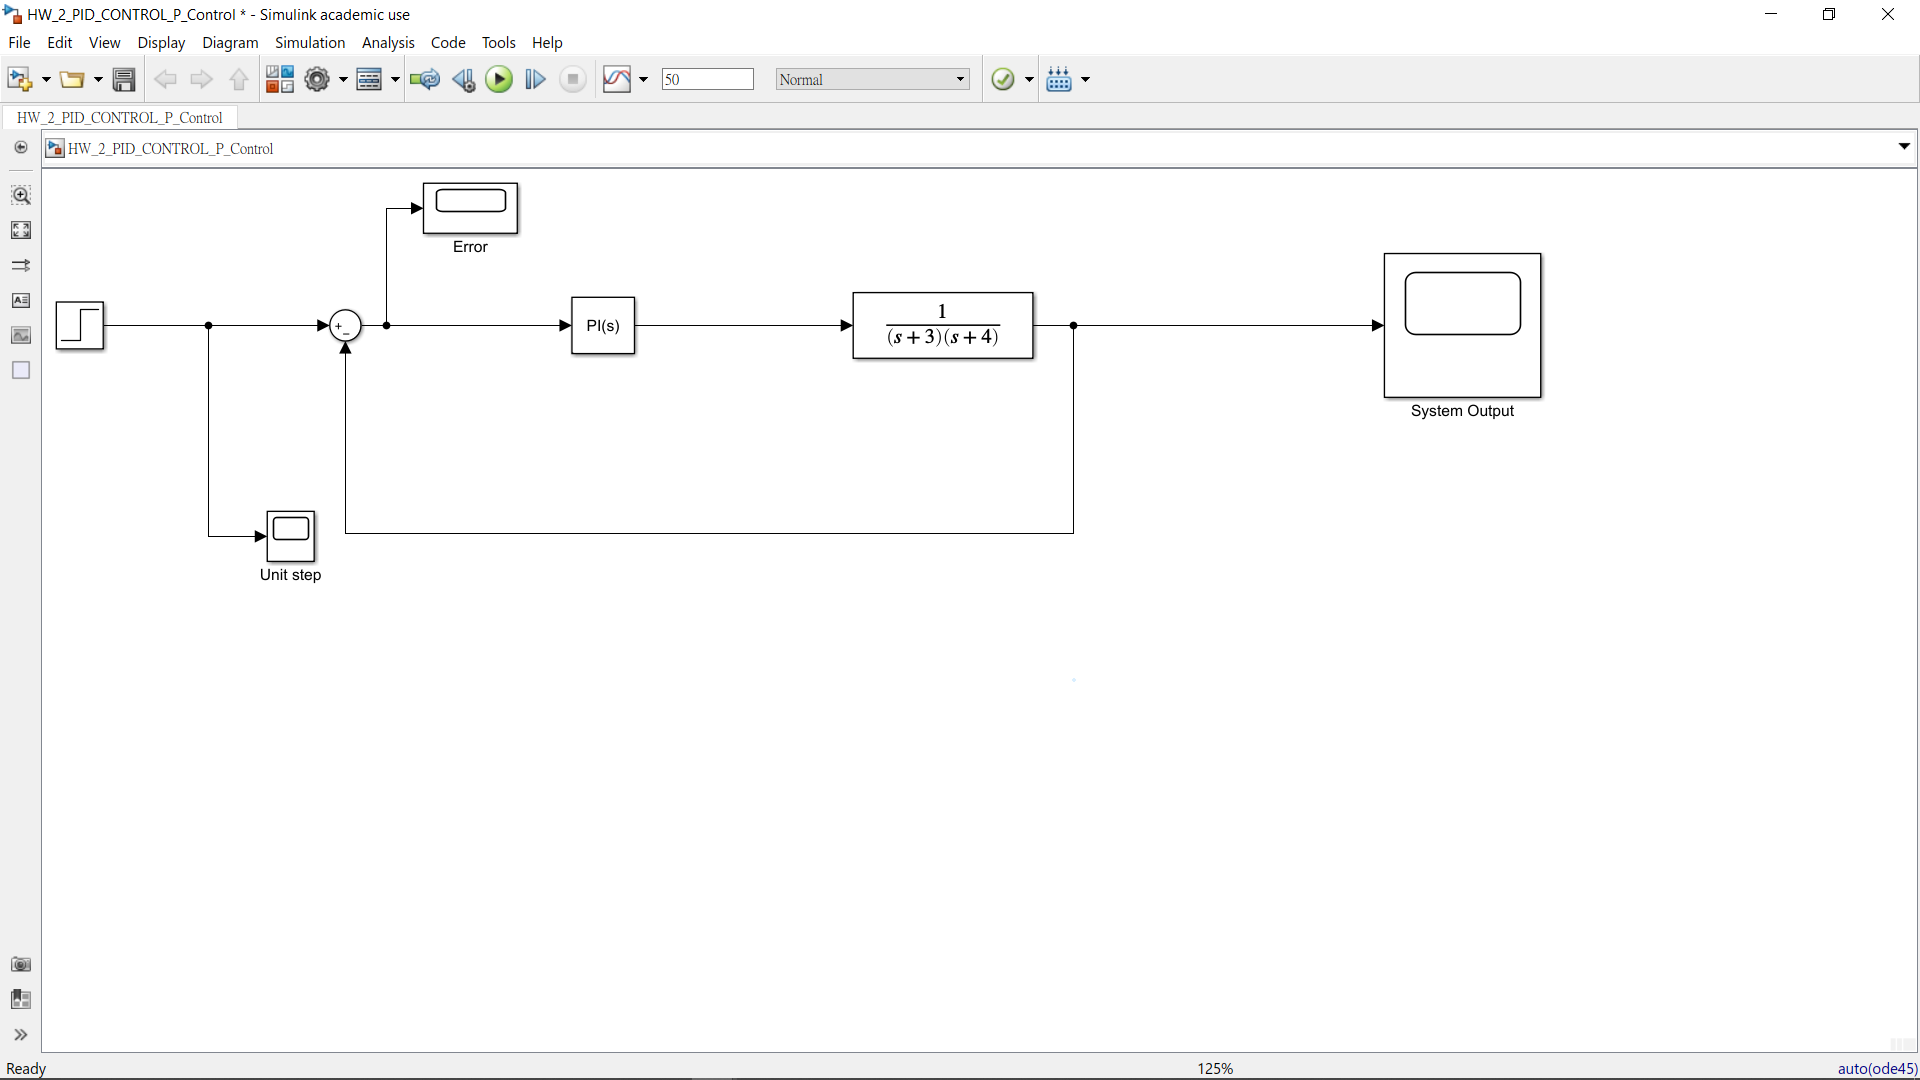 HW_2_PID_CONTROL_P_Control * - Simulink academic use
File Edit View Display Diagram Simulation Analysis Code Tools Help
50 Normal
HW_2_PID_CONTROL_P_Control
HW_2_PID_CONTROL_P_Control
Error
+
−
PI(s)
1
(s + 3)(s + 4)
System Output
Unit step
Ready 125% auto(ode45)